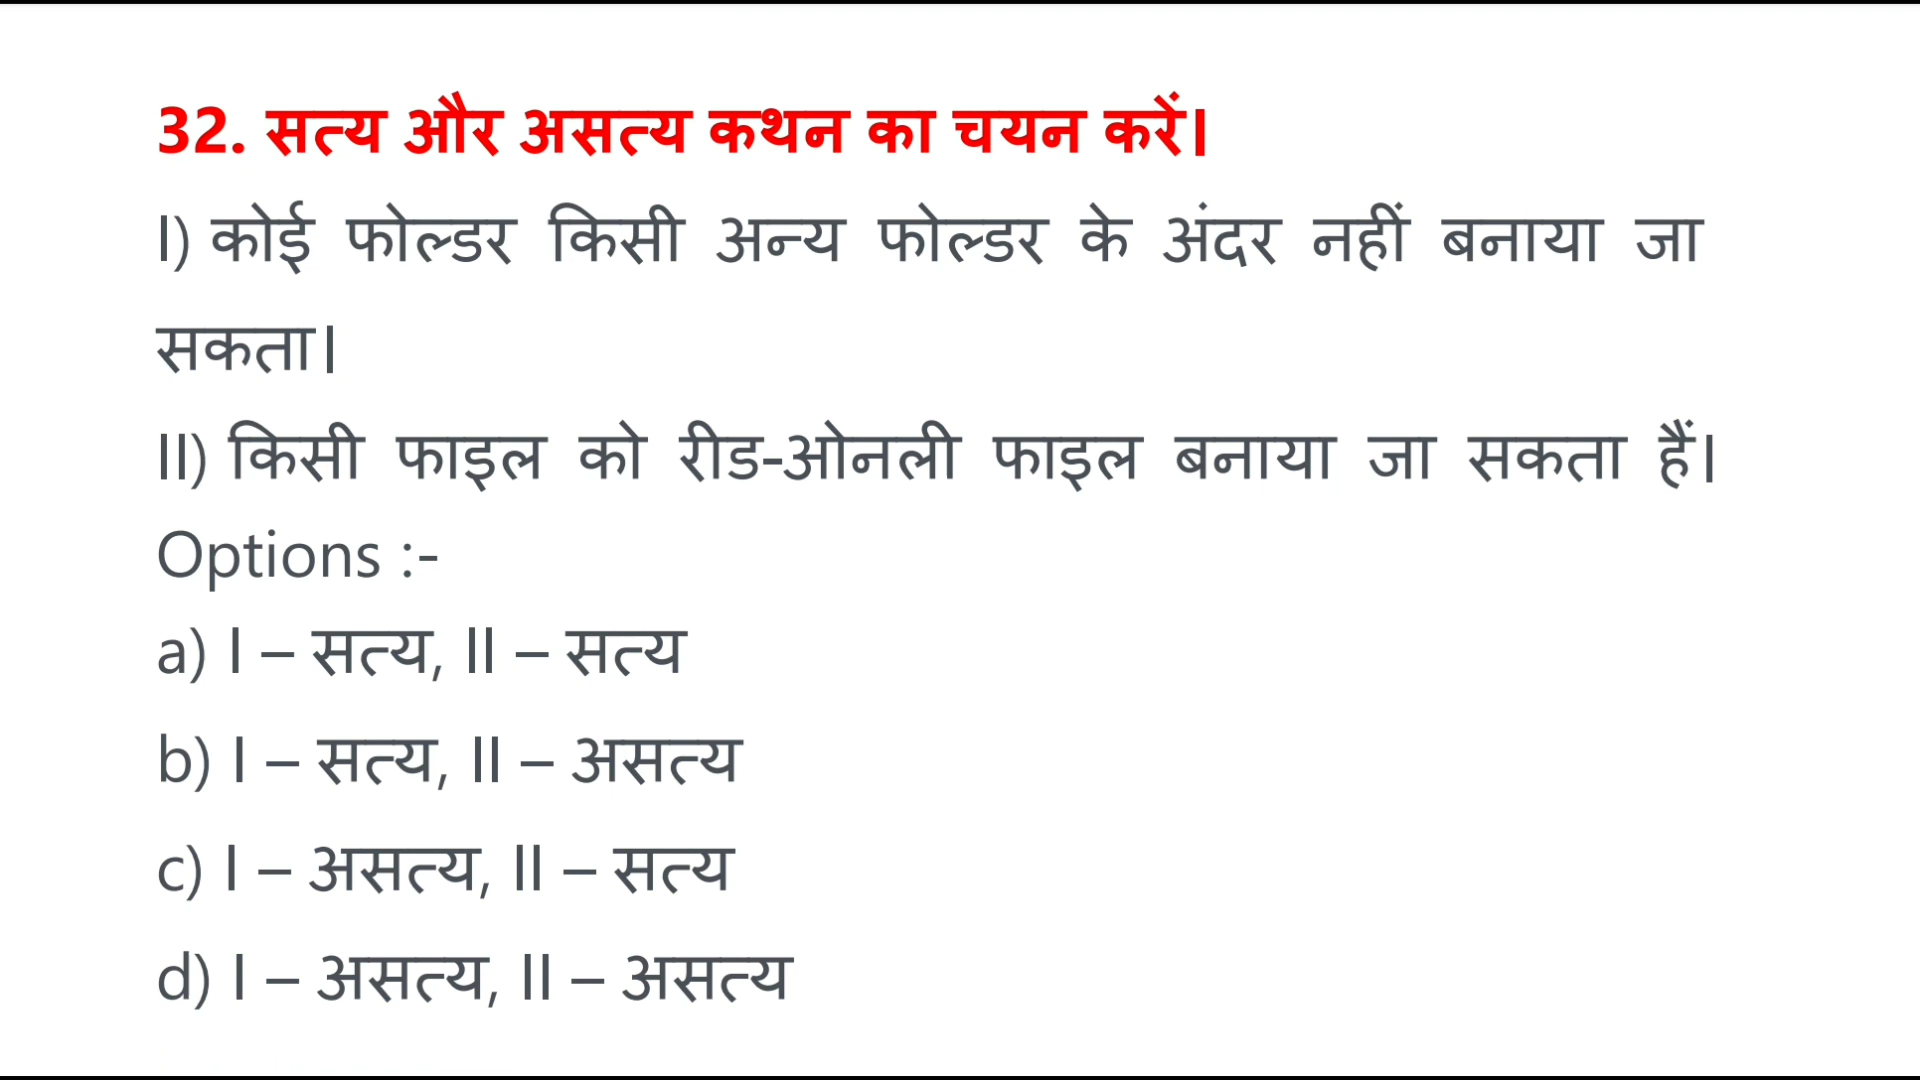 32. सत्य और असत्य कथन का चयन करें।
I) कोई फोल्डर किसी अन्य फोल्डर के अंदर नहीं बनाया जा
सकता।
II) किसी फाइल को रीड-ओनली फाइल बनाया जा सकता हैं।
Options :-
a) I – सत्य, II – सत्य
b) I – सत्य, II – असत्य
c) I – असत्य, II – सत्य
d) I – असत्य, II – असत्य